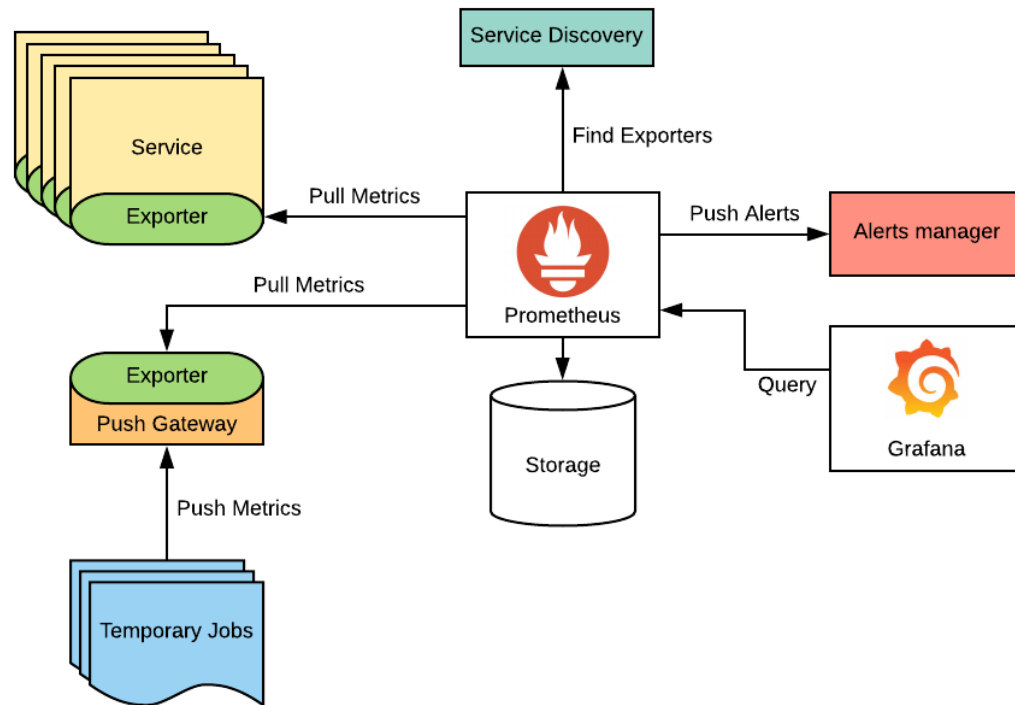 Service Discovery
Find Exporters
Service
Exporter
Pull Metrics
Push Alerts
Alerts manager
Pull Metrics
Prometheus
Exporter
Push Gateway
Query
Grafana
Storage
Push Metrics
Temporary Jobs